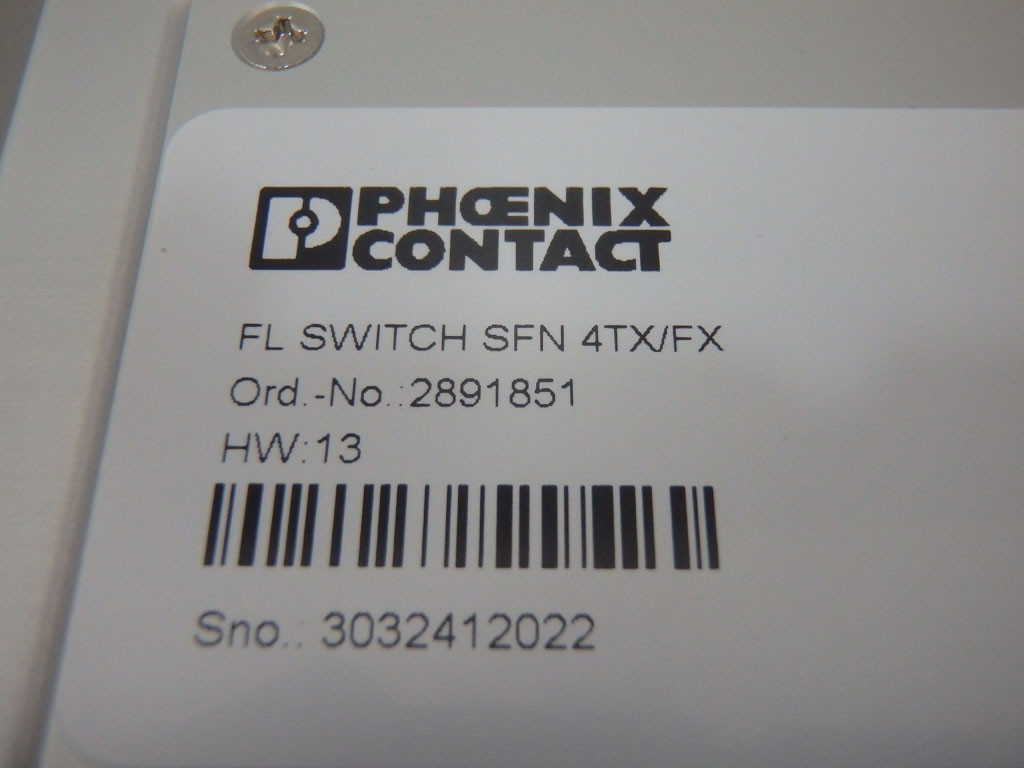 PHŒNIX
CONTACT
FL SWITCH SFN 4TX/FX
Ord.-No.:2891851
HW:13
Sno.: 3032412022